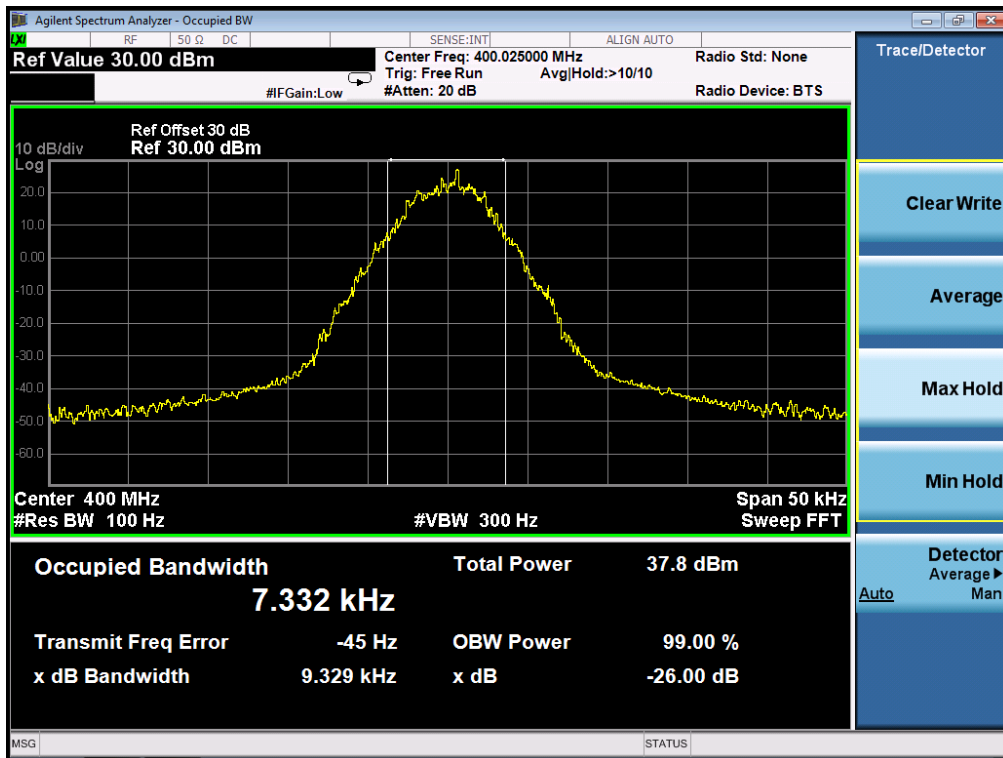 Agilent Spectrum Analyzer - Occupied BW
LXI RF 50 Ω DC SENSE:INT ALIGN AUTO
Ref Value 30.00 dBm
Center Freq: 400.025000 MHz
Radio Std: None
Trig: Free Run Avg|Hold:>10/10
#IFGain:Low
#Atten: 20 dB
Radio Device: BTS
Ref Offset 30 dB
10 dB/div Ref 30.00 dBm
Log
20.0
10.0
0.00
-10.0
-20.0
-30.0
-40.0
-50.0
-60.0
Center 400 MHz
Span 50 kHz
#Res BW 100 Hz
#VBW 300 Hz
Sweep FFT
Occupied Bandwidth
Total Power 37.8 dBm
7.332 kHz
Transmit Freq Error -45 Hz
OBW Power 99.00 %
x dB Bandwidth 9.329 kHz
x dB -26.00 dB
MSG
STATUS
Trace/Detector
Clear Write
Average
Max Hold
Min Hold
Detector
Average
Auto Man